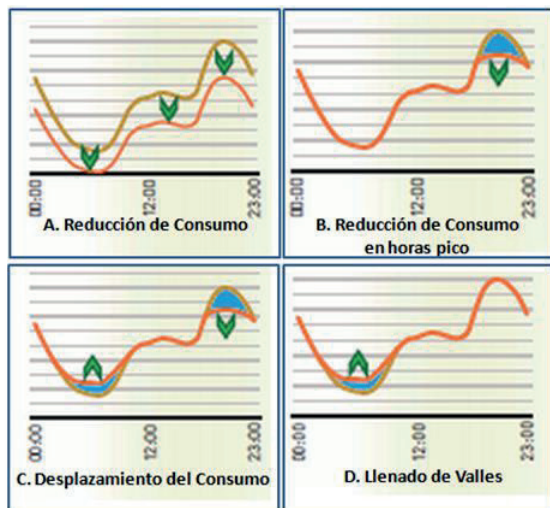 00:00
12:00
23:00
A. Reducción de Consumo
00:00
12:00
23:00
B. Reducción de Consumo
en horas pico
00:00
12:00
23:00
C. Desplazamiento del Consumo
00:00
12:00
23:00
D. Llenado de Valles